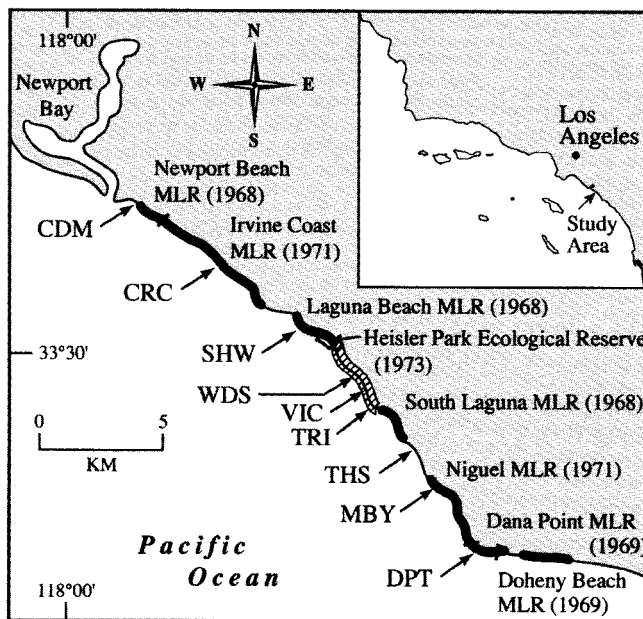 118°00'
N
W
E
S
Newport
Bay
Los
Angeles
Study
Area
Newport Beach
MLR (1968)
CDM
Irvine Coast
MLR (1971)
CRC
Laguna Beach MLR (1968)
SHW
Heisler Park Ecological Reserve
(1973)
33°30'
WDS
South Laguna MLR (1968)
VIC
TRI
0
5
KM
THS
Niguel MLR (1971)
MBY
Dana Point MLR
(1969)
Pacific
Ocean
DPT
Doheny Beach
MLR (1969)
118°00'